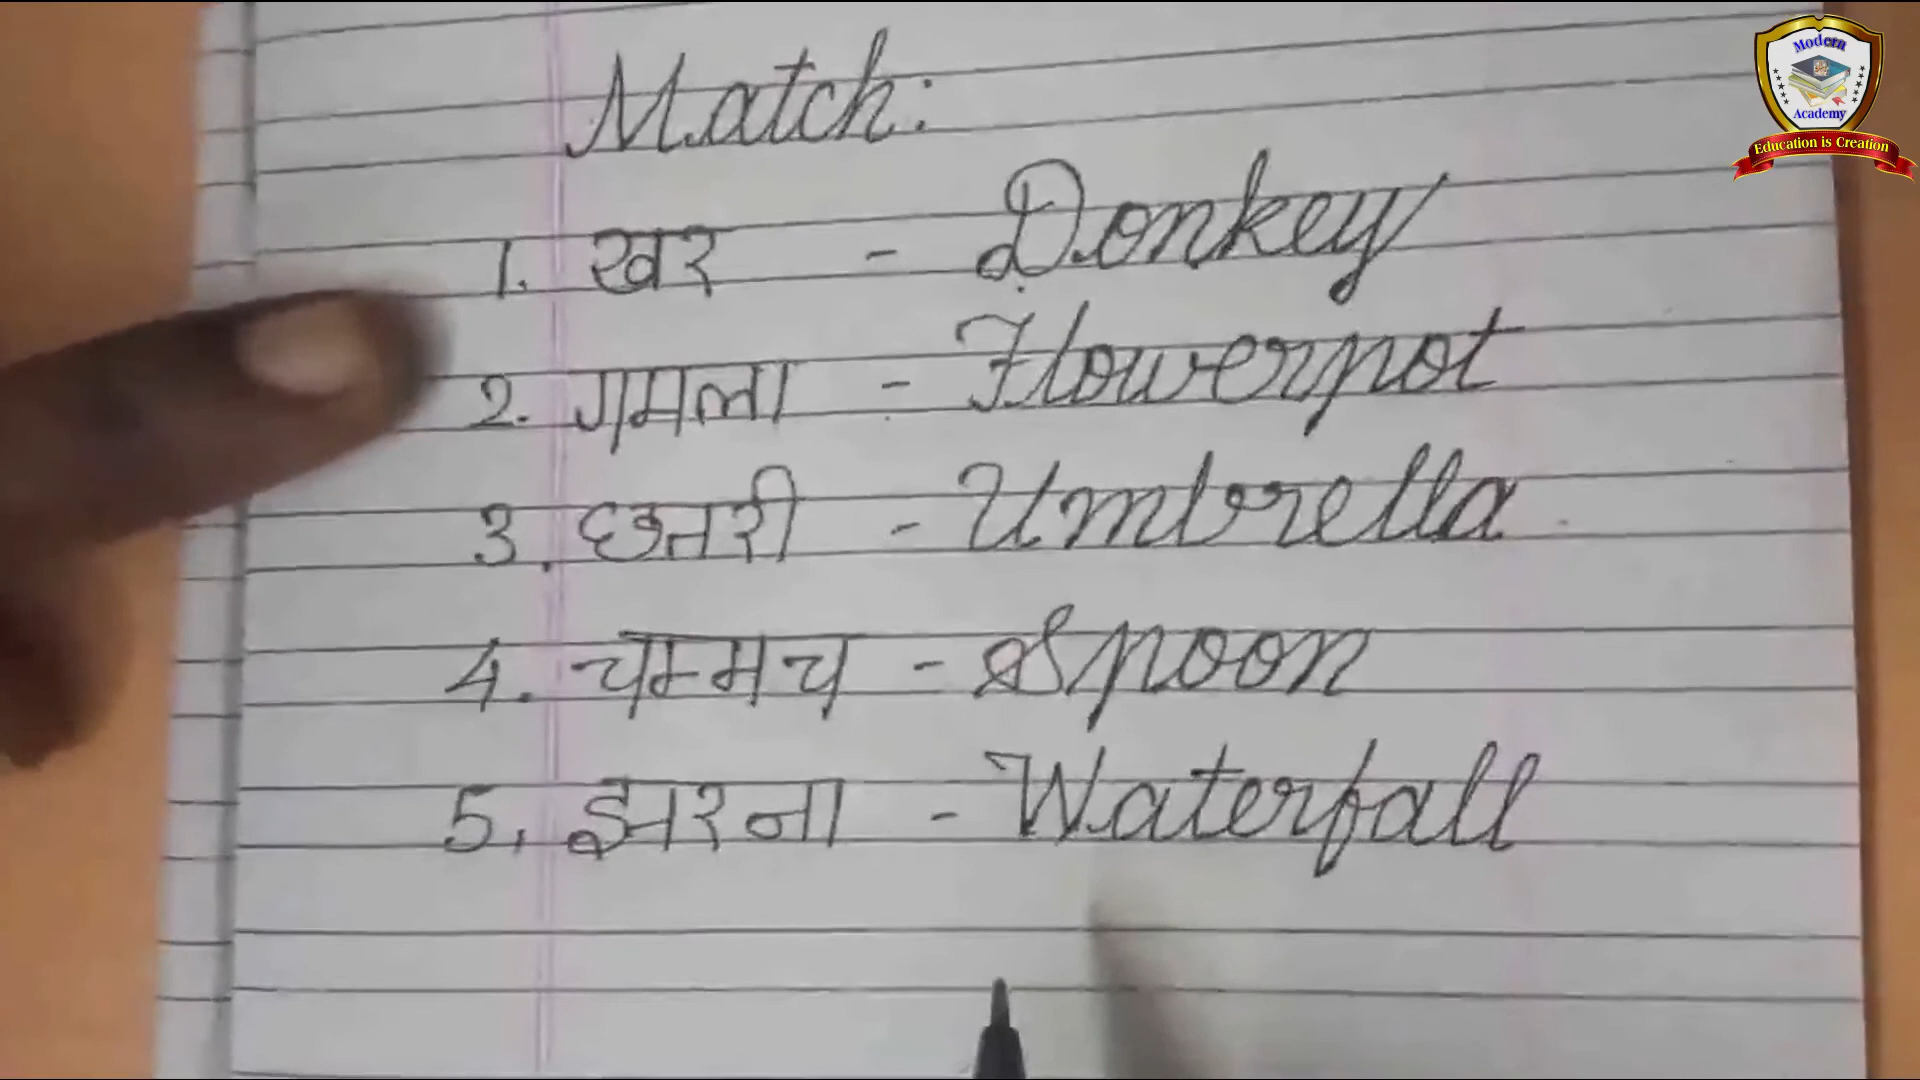 Modern
Academy
Education is Creation
Match:
1. खर - Donkey
2. गमला - Flowerpot
3. छतरी - Umbrella
4. चम्मच - Spoon
5. झरना - Waterfall